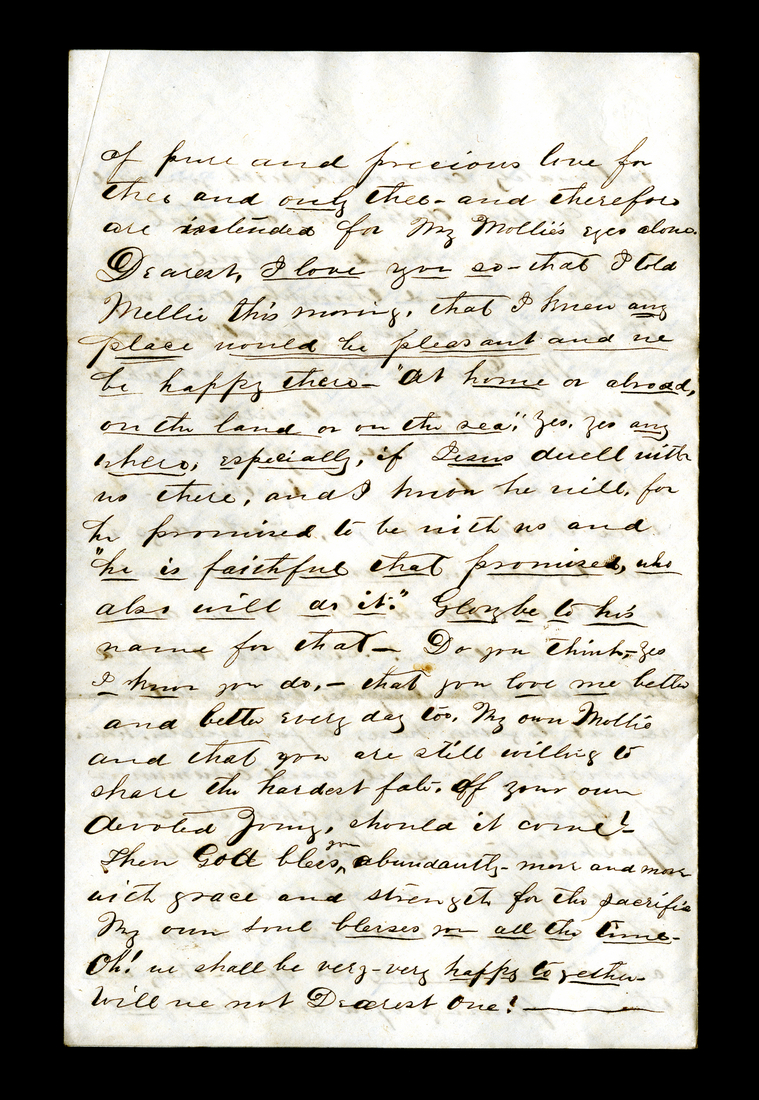 of pure and precious love for
thee and only thee - and therefore
are intended for My Mollie's eyes alone.
Dearest, I love you so - that I told
Mellie this morning, that I knew any
place would be pleasant and we
be happy there - "At home or abroad,
on the land or on the sea", Yes, yes any
where, especially, if Jesus dwell with
us there, and I know he will, for
he promised to be with us and
"he is faithful that promised, who
also will do it." Glory be to his
name for that - Do you think, - yes
I know you do, - that you love me better
and better every day too, My own Mollie
and that you are still willing to
share the hardest fate, of your own
devoted Jimy, should it come! -
Then God bless you abundantly - more and more
with grace and strength for the sacrifice
My own soul blesses you all the time -
Oh! we shall be very - very happy together -
Will we not Dearest One! -